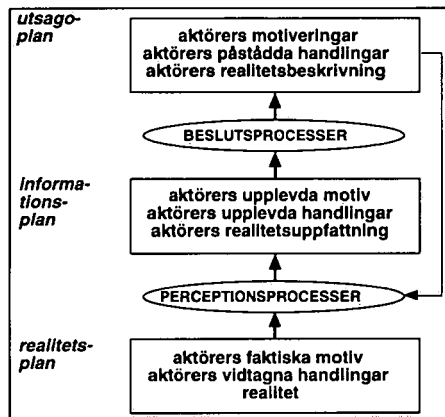 utsago-
plan
aktörers motiveringar
aktörers påstådda handlingar
aktörers realitetsbeskrivning
BESLUTSPROCESSER
informa-
tions-
plan
aktörers upplevda motiv
aktörers upplevda handlingar
aktörers realitetsuppfattning
PERCEPTIONSPROCESSER
realitets-
plan
aktörers faktiska motiv
aktörers vidtagna handlingar
realitet